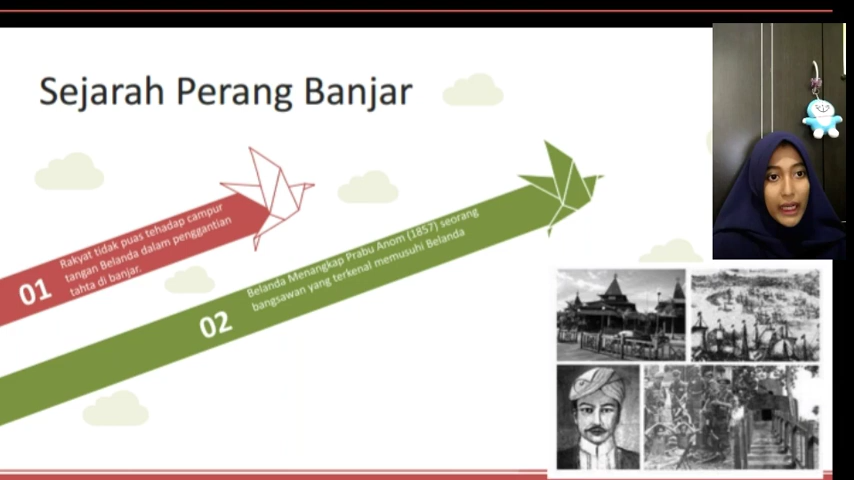 Sejarah Perang Banjar
01
Rakyat tidak puas tehadap campur
tangan Belanda dalam penggantian
tahta di banjar.
02
Belanda Menangkap Prabu Anom (1857) seorang
bangsawan yang terkenal memusuhi Belanda